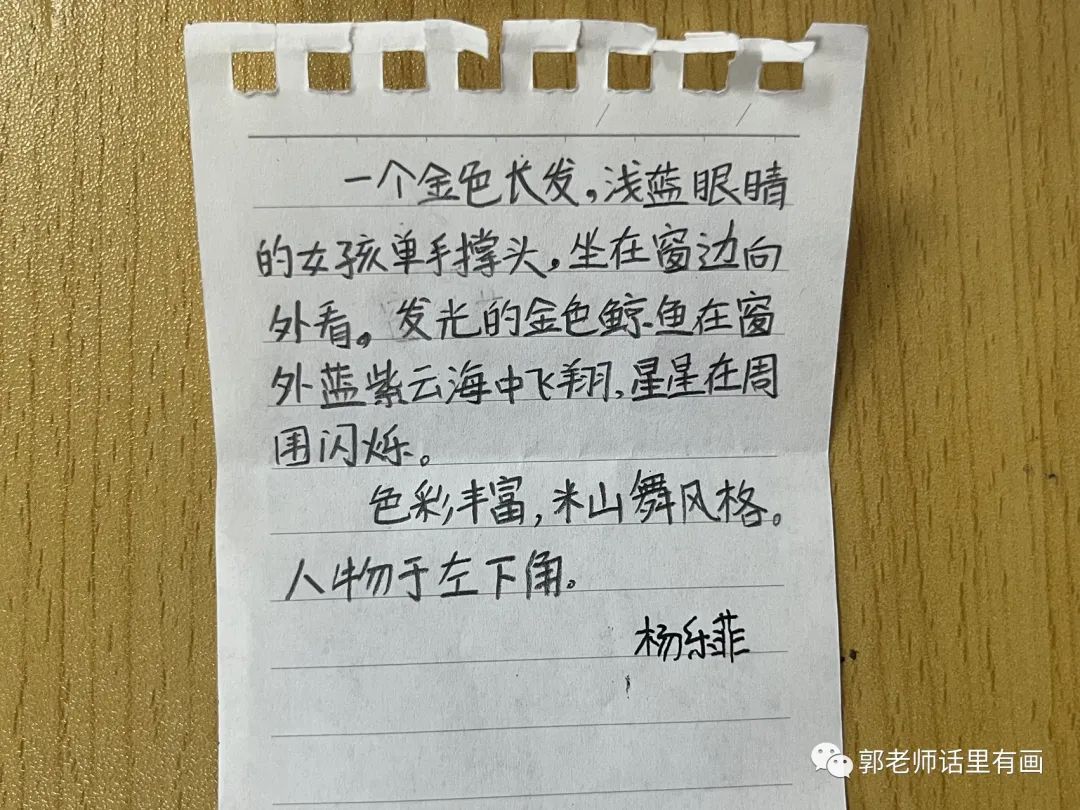 一个金色长发,浅蓝眼睛
的女孩单手撑头,坐在窗边向
外看。发光的金色鲸鱼在窗
外蓝紫云海中飞翔,星星在周
围闪烁。
色彩丰富,米山舞风格。
人物于左下角。
杨乐菲
郭老师话里有画